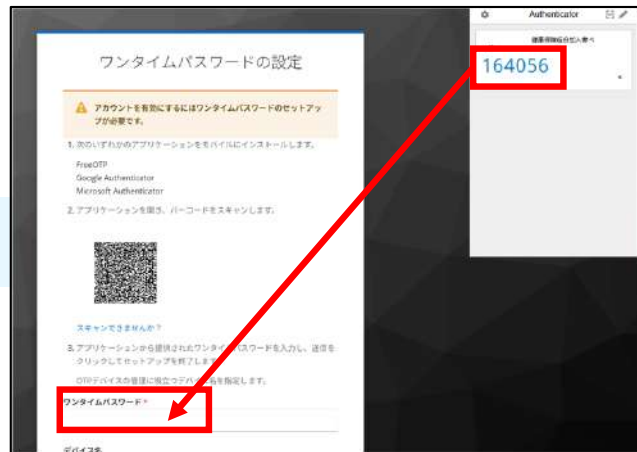 ワンタイムパスワードの設定
アカウントを有効にするにはワンタイムパスワードのセットアッ
プが必要です。
1. 次のいずれかのアプリケーションをモバイルにインストールします。
FreeOTP
Google Authenticator
Microsoft Authenticator
2. アプリケーションを開き、バーコードをスキャンします。
スキャンできませんか?
3. アプリケーションから提供されたワンタイムパスワードを入力し、送信を
クリックしてセットアップを終了します
OTPデバイスの管理に役立つデバイス名を指定します。
ワンタイムパスワード *
デバイス名
Authenticator
164056